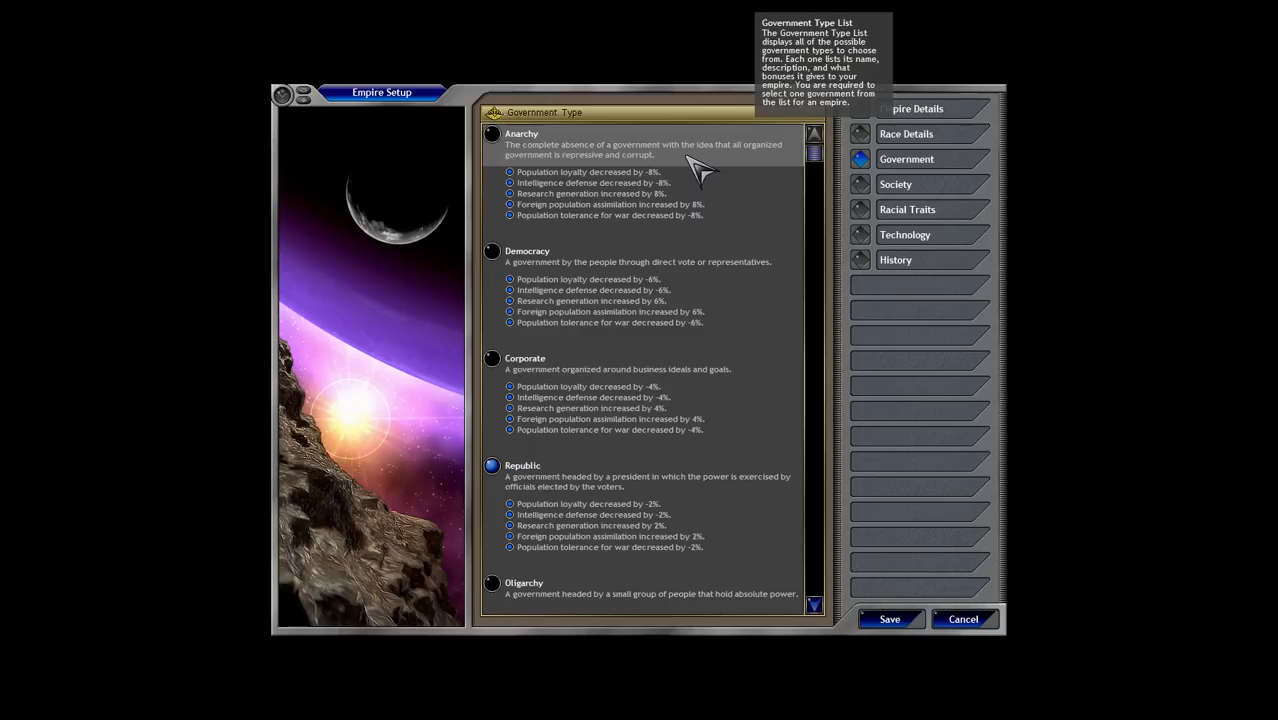 Government Type List
The Government Type List
displays all of the possible
government types to choose
from. Each one lists its name,
description, and what
bonuses it gives to your
empire. You are required to
select one government from
the list for an empire.
Empire Setup
Government Type
Anarchy
The complete absence of a government with the idea that all organized
government is repressive and corrupt.
Population loyalty decreased by -8%.
Intelligence defense decreased by -8%.
Research generation increased by 8%.
Foreign population assimilation increased by 8%.
Population tolerance for war decreased by -8%.
Democracy
A government by the people through direct vote or representatives.
Population loyalty decreased by -6%.
Intelligence defense decreased by -6%.
Research generation increased by 6%.
Foreign population assimilation increased by 6%.
Population tolerance for war decreased by -6%.
Corporate
A government organized around business ideals and goals.
Population loyalty decreased by -4%.
Intelligence defense decreased by -4%.
Research generation increased by 4%.
Foreign population assimilation increased by 4%.
Population tolerance for war decreased by -4%.
Republic
A government headed by a president in which the power is exercised by
officials elected by the voters.
Population loyalty decreased by -2%.
Intelligence defense decreased by -2%.
Research generation increased by 2%.
Foreign population assimilation increased by 2%.
Population tolerance for war decreased by -2%.
Oligarchy
A government headed by a small group of people that hold absolute power.
Empire Details
Race Details
Government
Society
Racial Traits
Technology
History
Save
Cancel